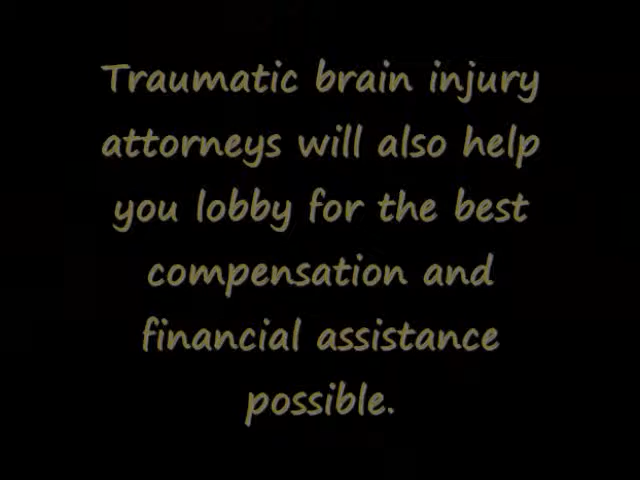 Traumatic brain injury
attorneys will also help
you lobby for the best
compensation and
financial assistance
possible.